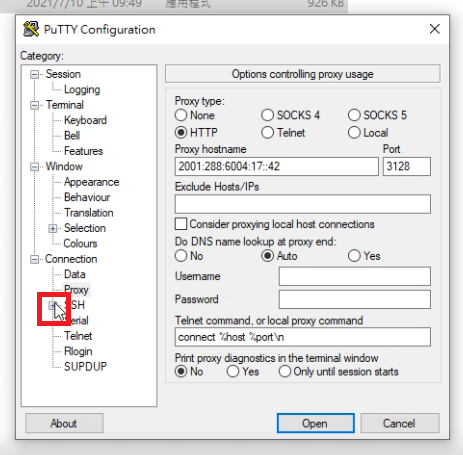 2021/7/10 上午 09:49 應用程式 926 KB
PuTTY Configuration
Category:
Session
Logging
Terminal
Keyboard
Bell
Features
Window
Appearance
Behaviour
Translation
Selection
Colours
Connection
Data
Proxy
SSH
Serial
Telnet
Rlogin
SUPDUP
Options controlling proxy usage
Proxy type:
None SOCKS 4 SOCKS 5
HTTP Telnet Local
Proxy hostname Port
2001:288:6004:17::42 3128
Exclude Hosts/IPs
Consider proxying local host connections
Do DNS name lookup at proxy end:
No Auto Yes
Username
Password
Telnet command, or local proxy command
connect %host %port\n
Print proxy diagnostics in the terminal window
No Yes Only until session starts
About Open Cancel